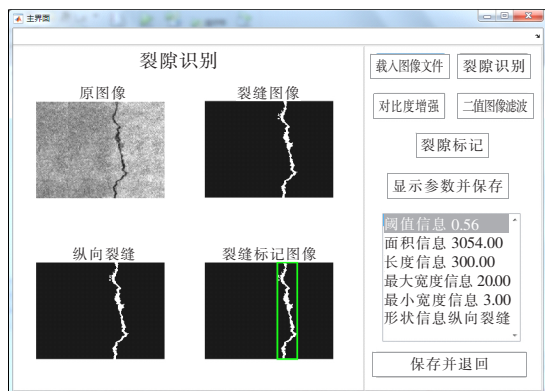 主界面
裂隙识别
原图像
裂缝图像
纵向裂缝
裂缝标记图像
载入图像文件
裂隙识别
对比度增强
二值图像滤波
裂隙标记
显示参数并保存
阈值信息 0.56
面积信息 3054.00
长度信息 300.00
最大宽度信息 20.00
最小宽度信息 3.00
形状信息纵向裂缝
保存并退回